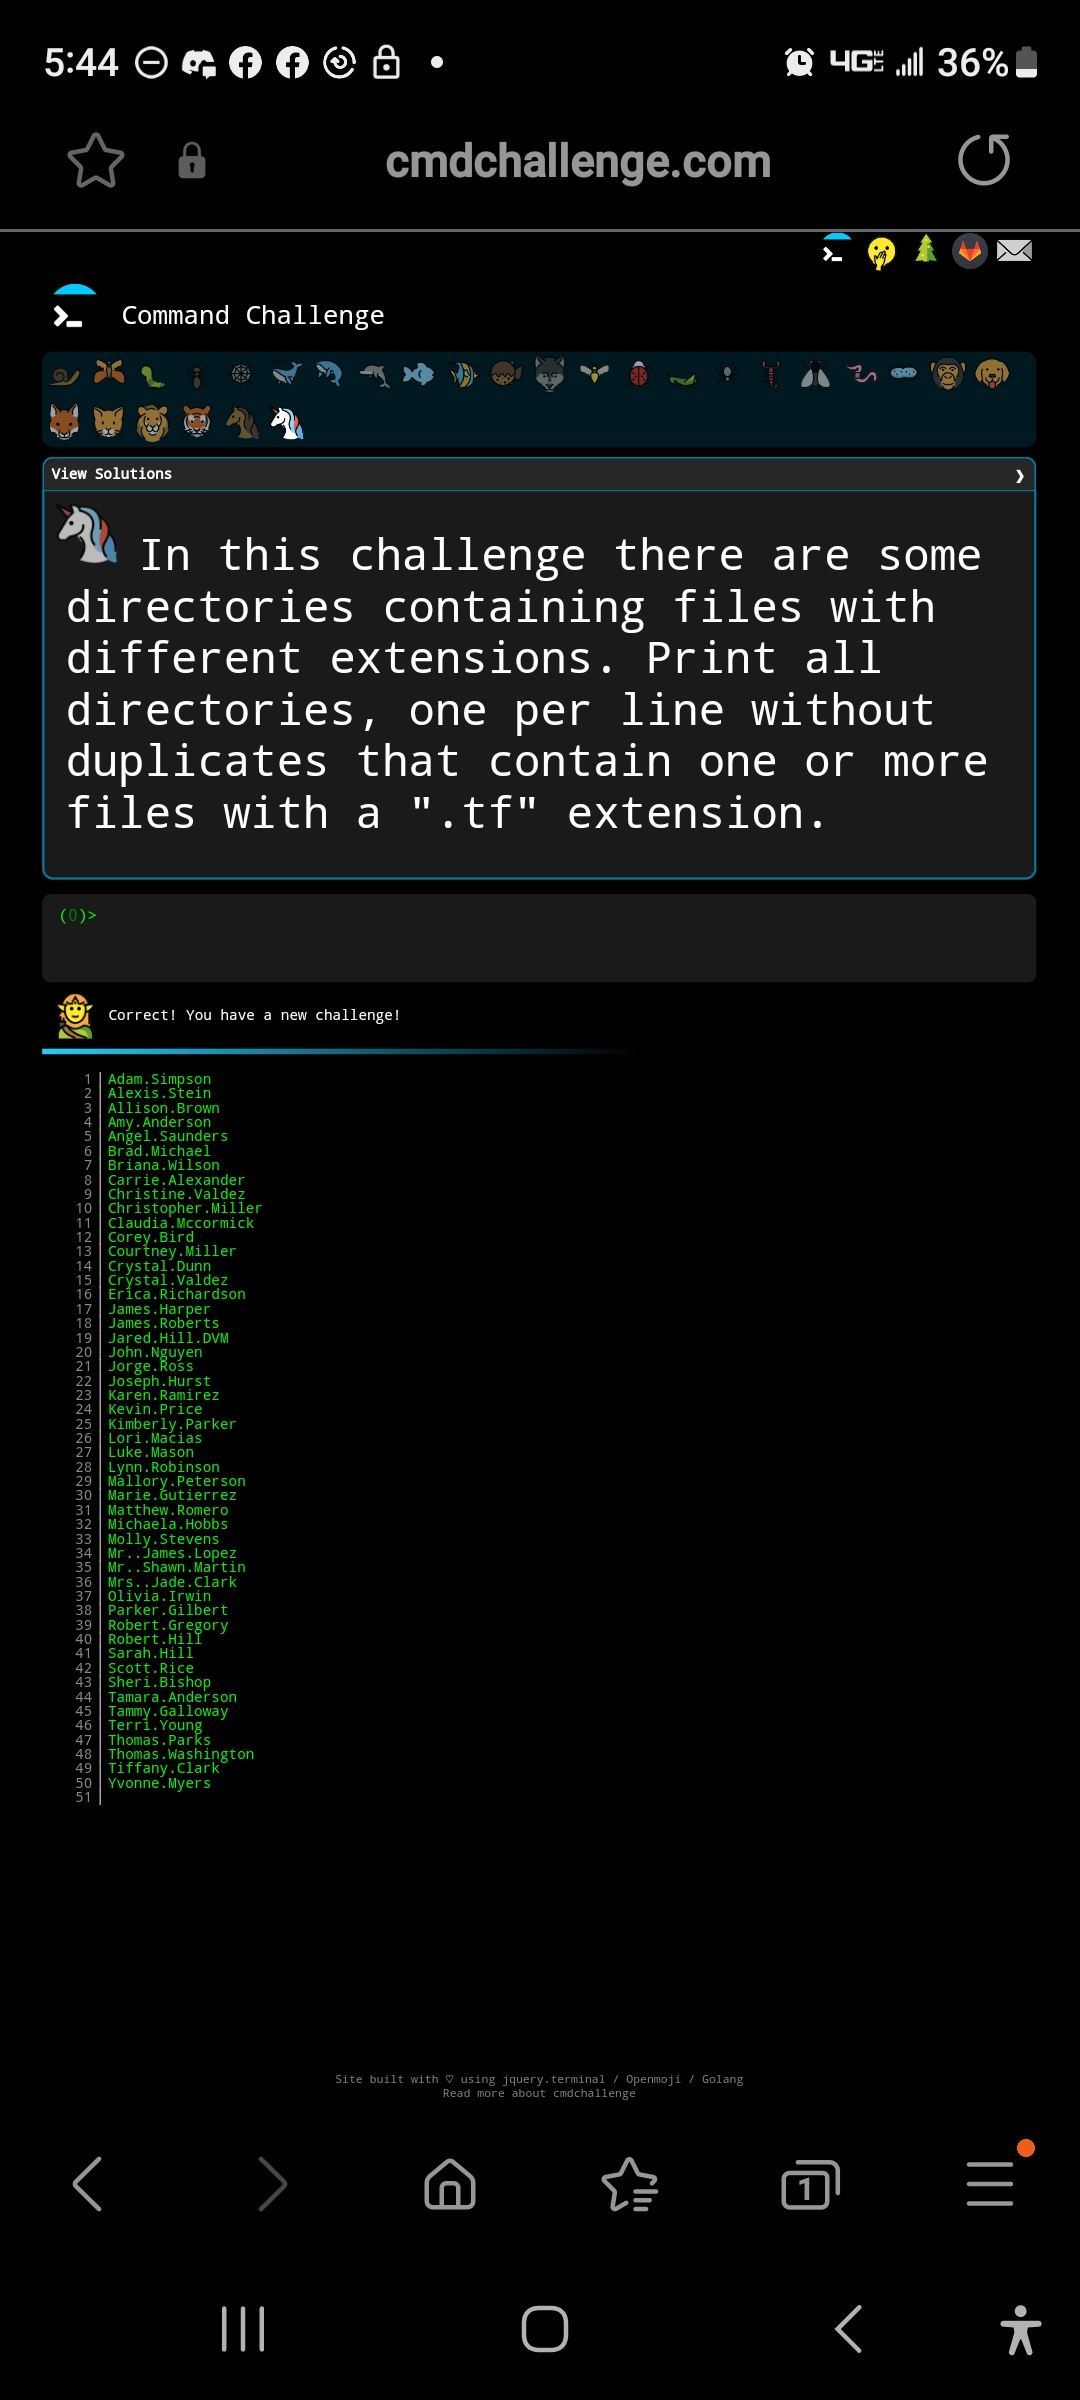 5:44 4G LTE 36%
cmdchallenge.com
Command Challenge
View Solutions
In this challenge there are some
directories containing files with
different extensions. Print all
directories, one per line without
duplicates that contain one or more
files with a ".tf" extension.
(0)>
Correct! You have a new challenge!
1 Adam.Simpson
2 Alexis.Stein
3 Allison.Brown
4 Amy.Anderson
5 Angel.Saunders
6 Brad.Michael
7 Briana.Wilson
8 Carrie.Alexander
9 Christine.Valdez
10 Christopher.Miller
11 Claudia.Mccormick
12 Corey.Bird
13 Courtney.Miller
14 Crystal.Dunn
15 Crystal.Valdez
16 Erica.Richardson
17 James.Harper
18 James.Roberts
19 Jared.Hill.DVM
20 John.Nguyen
21 Jorge.Ross
22 Joseph.Hurst
23 Karen.Ramirez
24 Kevin.Price
25 Kimberly.Parker
26 Lori.Macias
27 Luke.Mason
28 Lynn.Robinson
29 Mallory.Peterson
30 Marie.Gutierrez
31 Matthew.Romero
32 Michaela.Hobbs
33 Molly.Stevens
34 Mr..James.Lopez
35 Mr..Shawn.Martin
36 Mrs..Jade.Clark
37 Olivia.Irwin
38 Parker.Gilbert
39 Robert.Gregory
40 Robert.Hill
41 Sarah.Hill
42 Scott.Rice
43 Sheri.Bishop
44 Tamara.Anderson
45 Tammy.Galloway
46 Terri.Young
47 Thomas.Parks
48 Thomas.Washington
49 Tiffany.Clark
50 Yvonne.Myers
51
Site built with ♡ using jquery.terminal / Openmoji / Golang
Read more about cmdchallenge
1